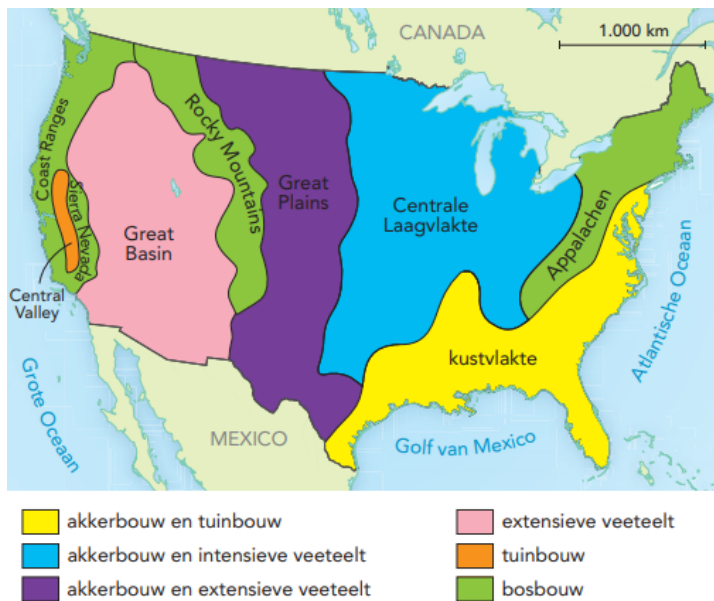 CANADA
1.000 km
Coast Ranges
Rocky Mountains
Sierra Nevada
Great
Plains
Centrale
Laagvlakte
Great
Basin
Appalachen
Central
Valley
kustvlakte
Atlantische Oceaan
Grote Oceaan
MEXICO
Golf van Mexico
akkerbouw en tuinbouw
akkerbouw en intensieve veeteelt
akkerbouw en extensieve veeteelt
extensieve veeteelt
tuinbouw
bosbouw